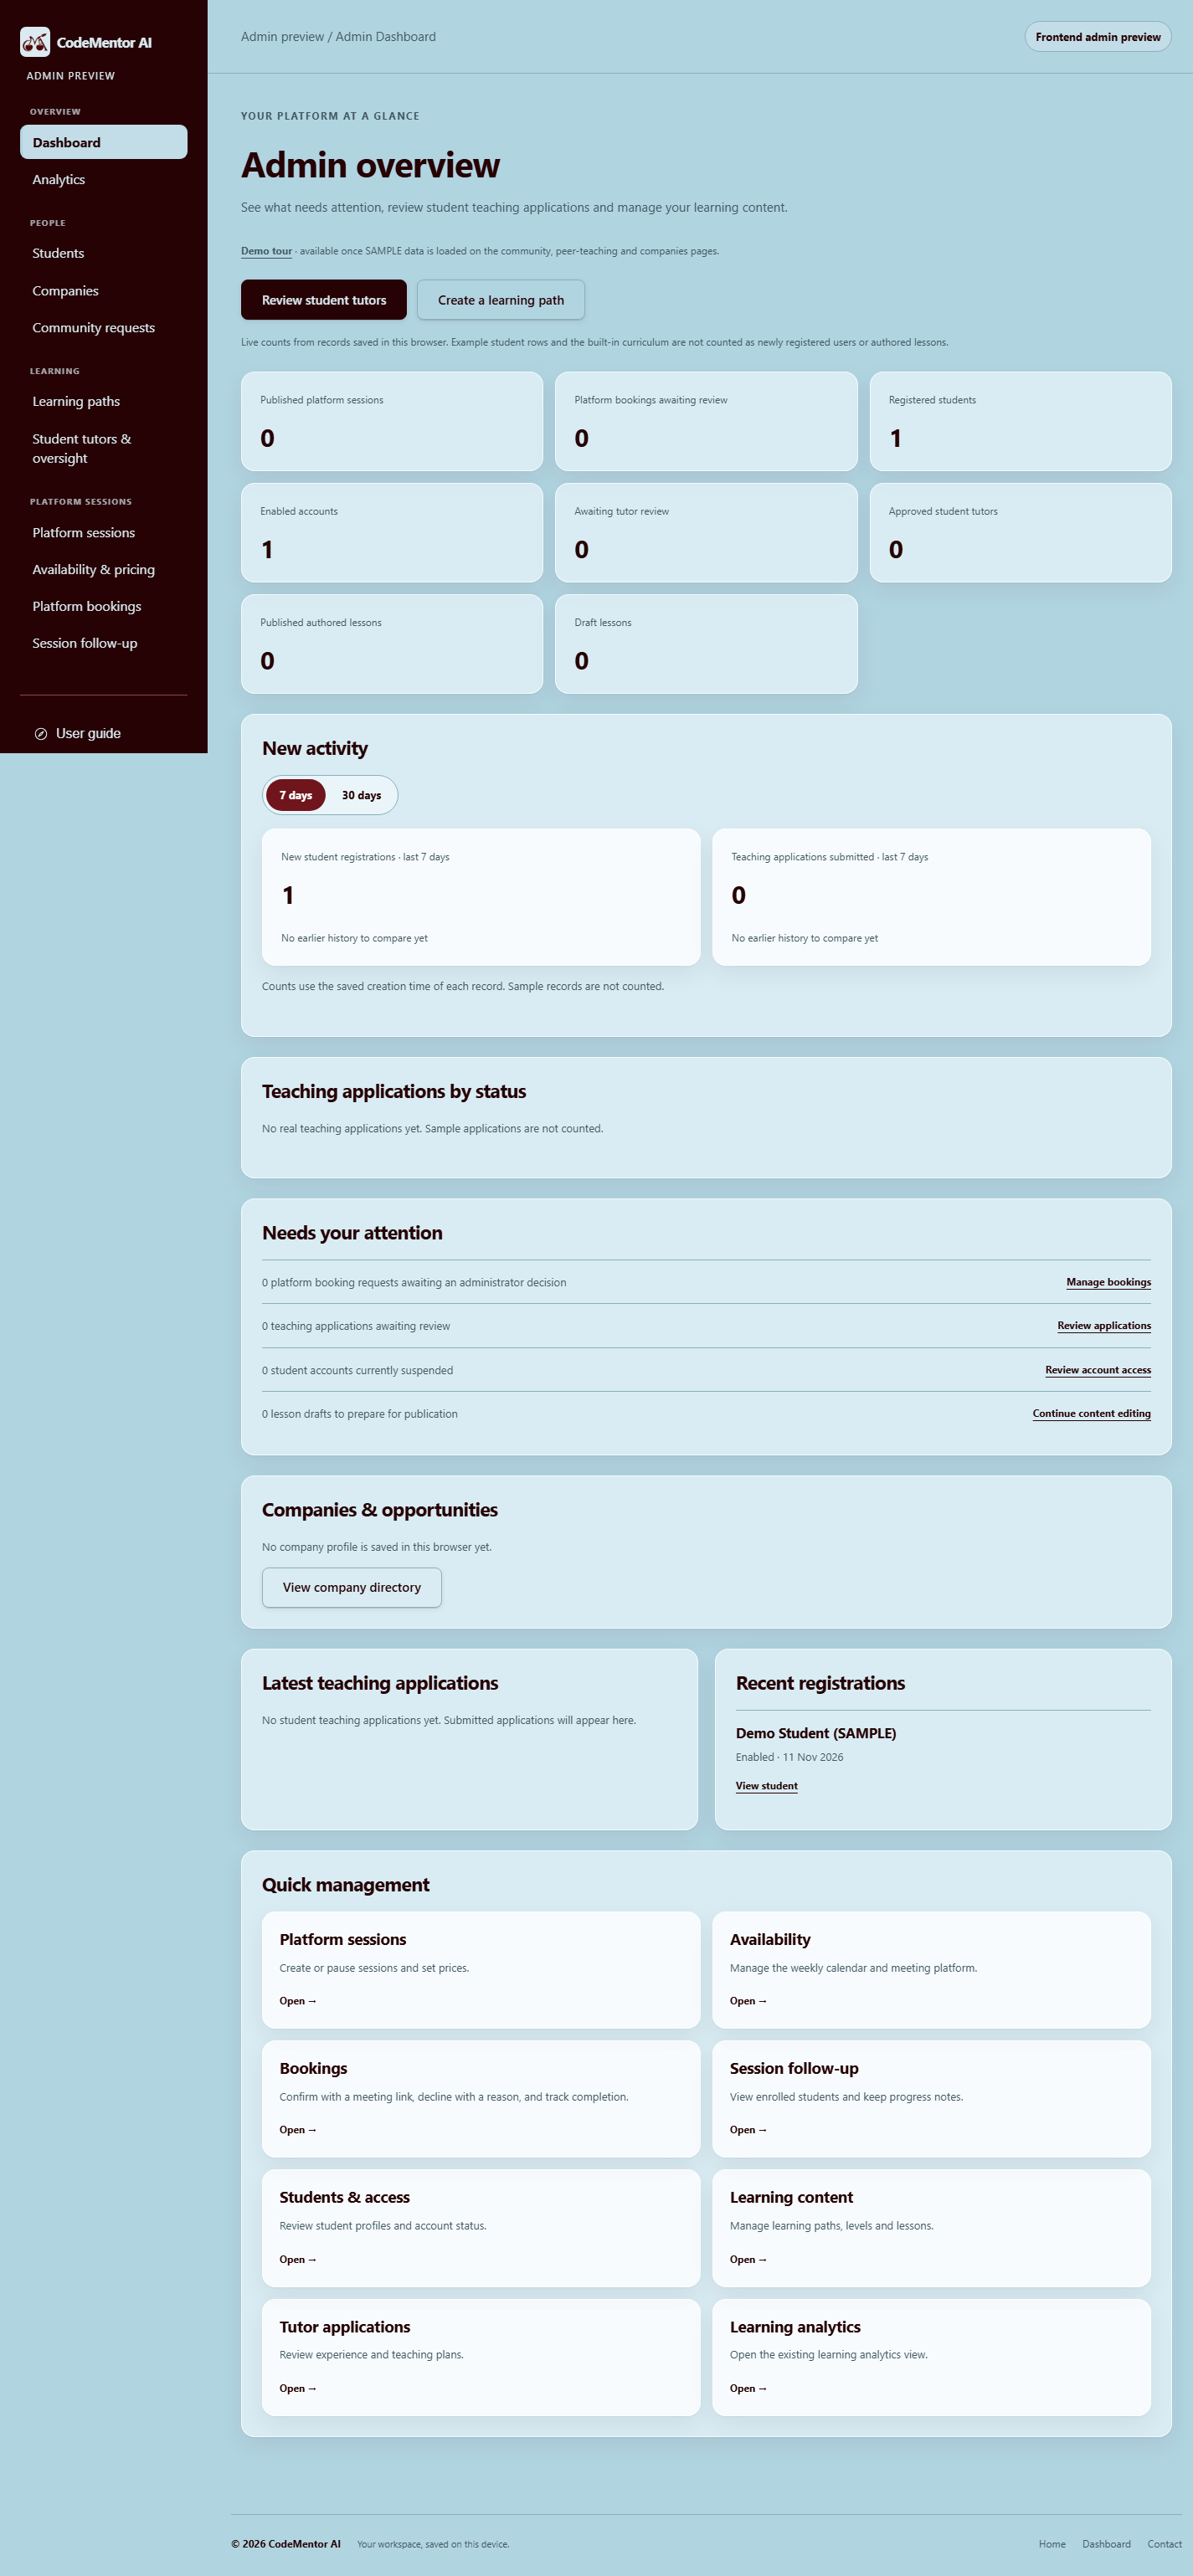 CodeMentor AI
ADMIN PREVIEW
OVERVIEW
Dashboard
Analytics
PEOPLE
Students
Companies
Community requests
LEARNING
Learning paths
Student tutors &
oversight
PLATFORM SESSIONS
Platform sessions
Availability & pricing
Platform bookings
Session follow-up
User guide
Admin preview / Admin Dashboard
Frontend admin preview
YOUR PLATFORM AT A GLANCE
Admin overview
See what needs attention, review student teaching applications and manage your learning content.
Demo tour · available once SAMPLE data is loaded on the community, peer-teaching and companies pages.
Review student tutors
Create a learning path
Live counts from records saved in this browser. Example student rows and the built-in curriculum are not counted as newly registered users or authored lessons.
Published platform sessions
0
Platform bookings awaiting review
0
Registered students
1
Enabled accounts
1
Awaiting tutor review
0
Approved student tutors
0
Published authored lessons
0
Draft lessons
0
New activity
7 days
30 days
New student registrations · last 7 days
1
No earlier history to compare yet
Teaching applications submitted · last 7 days
0
No earlier history to compare yet
Counts use the saved creation time of each record. Sample records are not counted.
Teaching applications by status
No real teaching applications yet. Sample applications are not counted.
Needs your attention
0 platform booking requests awaiting an administrator decision
Manage bookings
0 teaching applications awaiting review
Review applications
0 student accounts currently suspended
Review account access
0 lesson drafts to prepare for publication
Continue content editing
Companies & opportunities
No company profile is saved in this browser yet.
View company directory
Latest teaching applications
No student teaching applications yet. Submitted applications will appear here.
Recent registrations
Demo Student (SAMPLE)
Enabled · 11 Nov 2026
View student
Quick management
Platform sessions
Create or pause sessions and set prices.
Open →
Availability
Manage the weekly calendar and meeting platform.
Open →
Bookings
Confirm with a meeting link, decline with a reason, and track completion.
Open →
Session follow-up
View enrolled students and keep progress notes.
Open →
Students & access
Review student profiles and account status.
Open →
Learning content
Manage learning paths, levels and lessons.
Open →
Tutor applications
Review experience and teaching plans.
Open →
Learning analytics
Open the existing learning analytics view.
Open →
© 2026 CodeMentor AI
Your workspace, saved on this device.
Home
Dashboard
Contact